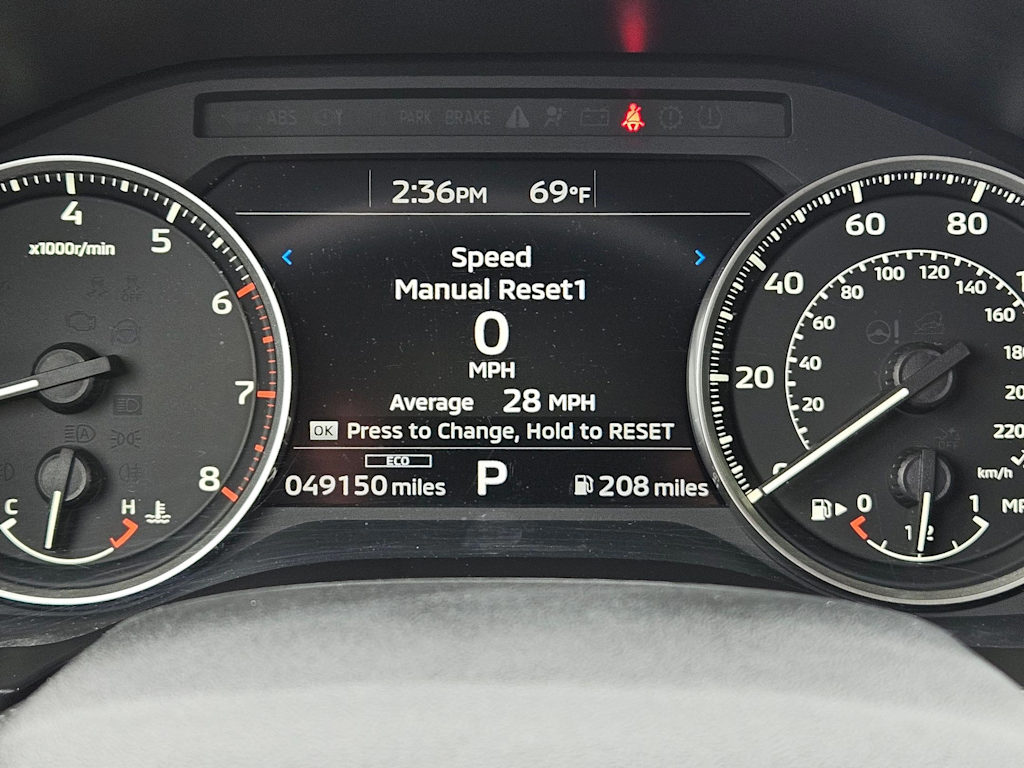 ABS
PARK BRAKE
2:36PM 69°F
Speed
Manual Reset1
0
MPH
Average 28 MPH
OK Press to Change, Hold to RESET
ECO
049150 miles P 208 miles
4
x1000r/min
5
6
OFF
7
8
C H
60 80
40
20
100 120
80 140
60 160
40
20
220
km/h
0 1